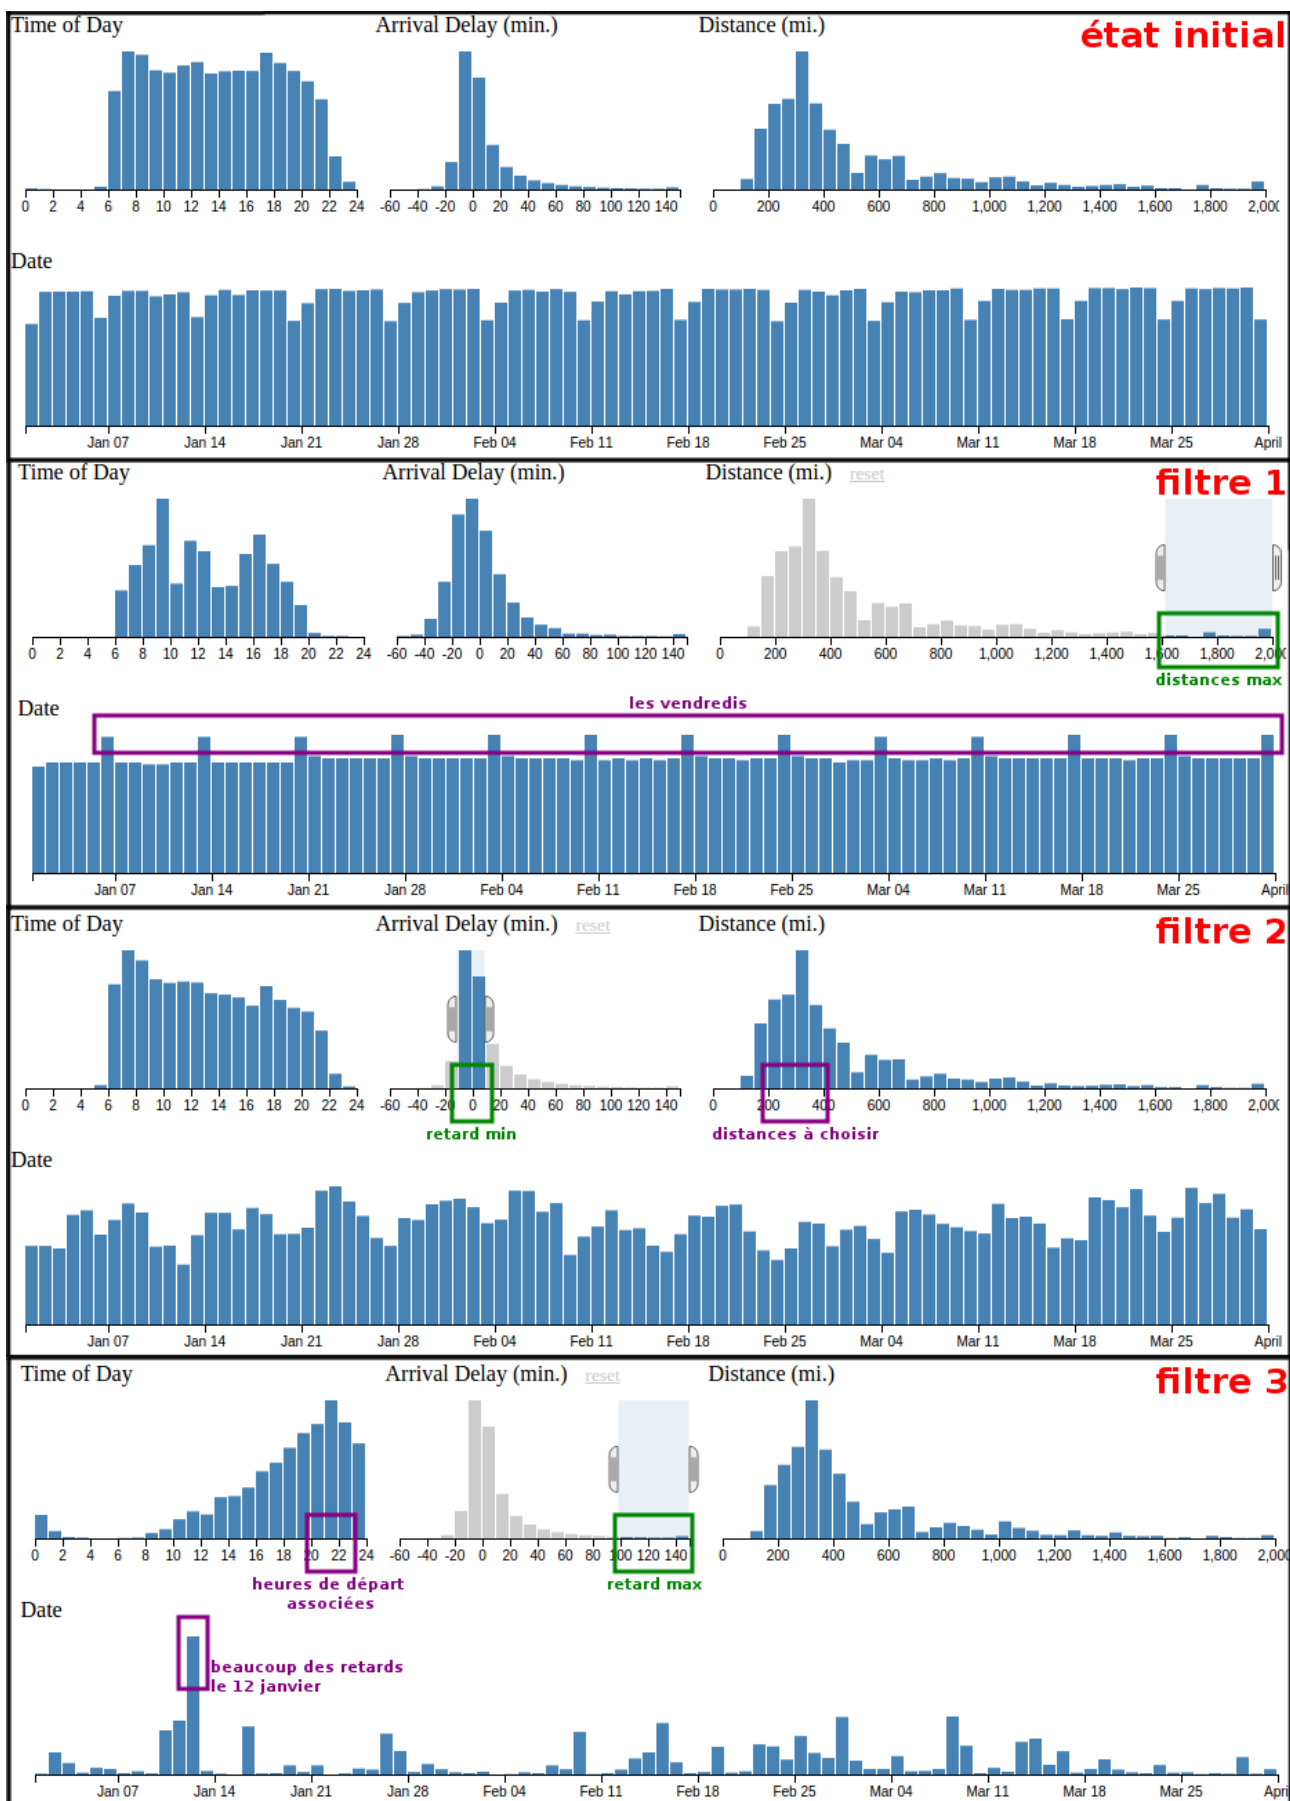 Time of Day Arrival Delay (min.) Distance (mi.) état initial
0 2 4 6 8 10 12 14 16 18 20 22 24 -60 -40 -20 0 20 40 60 80 100 120 140 0 200 400 600 800 1,000 1,200 1,400 1,600 1,800 2,000
Date
Jan 07 Jan 14 Jan 21 Jan 28 Feb 04 Feb 11 Feb 18 Feb 25 Mar 04 Mar 11 Mar 18 Mar 25 April
Time of Day Arrival Delay (min.) Distance (mi.) reset filtre 1
0 2 4 6 8 10 12 14 16 18 20 22 24 -60 -40 -20 0 20 40 60 80 100 120 140 0 200 400 600 800 1,000 1,200 1,400 1,600 1,800 2,000
distances max
les vendredis
Date
Jan 07 Jan 14 Jan 21 Jan 28 Feb 04 Feb 11 Feb 18 Feb 25 Mar 04 Mar 11 Mar 18 Mar 25 April
Time of Day Arrival Delay (min.) reset Distance (mi.) filtre 2
0 2 4 6 8 10 12 14 16 18 20 22 24 -60 -40 -20 0 20 40 60 80 100 120 140 0 200 400 600 800 1,000 1,200 1,400 1,600 1,800 2,000
retard min distances à choisir
Date
Jan 07 Jan 14 Jan 21 Jan 28 Feb 04 Feb 11 Feb 18 Feb 25 Mar 04 Mar 11 Mar 18 Mar 25 April
Time of Day Arrival Delay (min.) reset Distance (mi.) filtre 3
0 2 4 6 8 10 12 14 16 18 20 22 24 -60 -40 -20 0 20 40 60 80 100 120 140 0 200 400 600 800 1,000 1,200 1,400 1,600 1,800 2,000
heures de départ retard max
associées
Date
beaucoup des retards
le 12 janvier
Jan 07 Jan 14 Jan 21 Jan 28 Feb 04 Feb 11 Feb 18 Feb 25 Mar 04 Mar 11 Mar 18 Mar 25 April